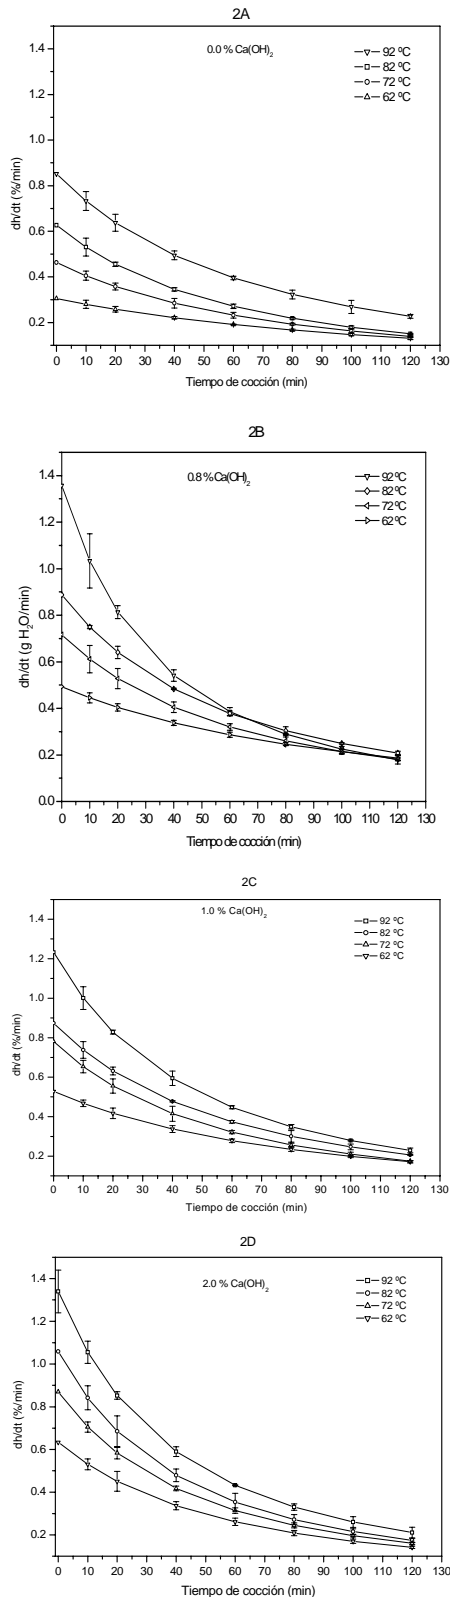 2A
0.0 % Ca(OH)₂
92 ºC
82 ºC
72 ºC
62 ºC
dh/dt (%/min)
1.4
1.2
1.0
0.8
0.6
0.4
0.2
0 10 20 30 40 50 60 70 80 90 100 110 120 130
Tiempo de cocción (min)
2B
0.8 % Ca(OH)₂
92 ºC
82 ºC
72 ºC
62 ºC
dh/dt (g H₂O/min)
1.4
1.2
1.0
0.8
0.6
0.4
0.2
0.0
0 10 20 30 40 50 60 70 80 90 100 110 120 130
Tiempo de cocción (min)
2C
1.0 % Ca(OH)₂
92 ºC
82 ºC
72 ºC
62 ºC
dh/dt (%/min)
1.4
1.2
1.0
0.8
0.6
0.4
0.2
0 10 20 30 40 50 60 70 80 90 100 110 120 130
Tiempo de cocción (min)
2D
2.0 % Ca(OH)₂
92 ºC
82 ºC
72 ºC
62 ºC
dh/dt (%/min)
1.4
1.2
1.0
0.8
0.6
0.4
0.2
0 10 20 30 40 50 60 70 80 90 100 110 120 130
Tiempo de cocción (min)